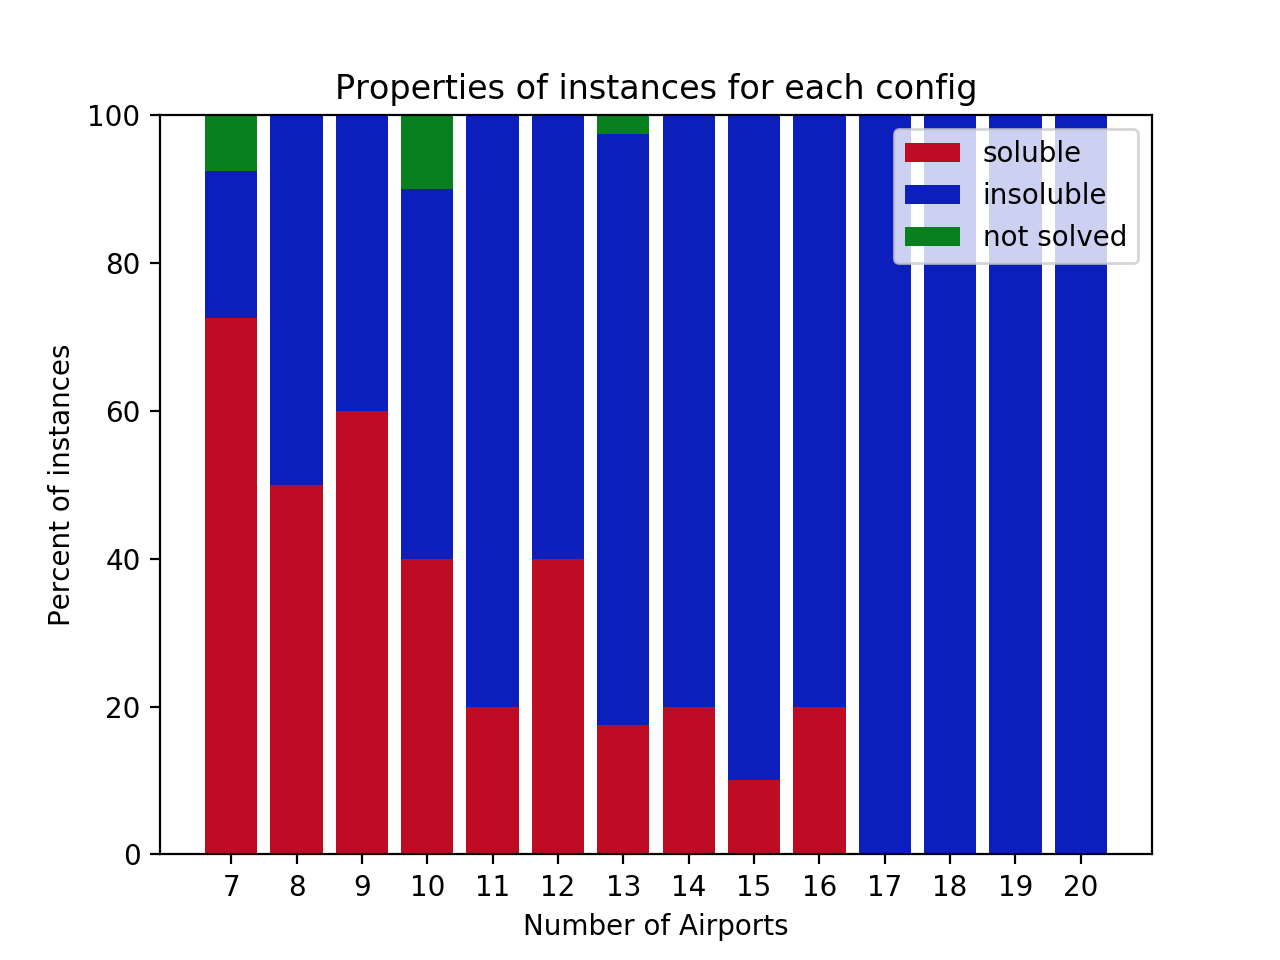 Properties of instances for each config
100
80
60
40
20
0
Percent of instances
soluble
insoluble
not solved
7 8 9 10 11 12 13 14 15 16 17 18 19 20
Number of Airports